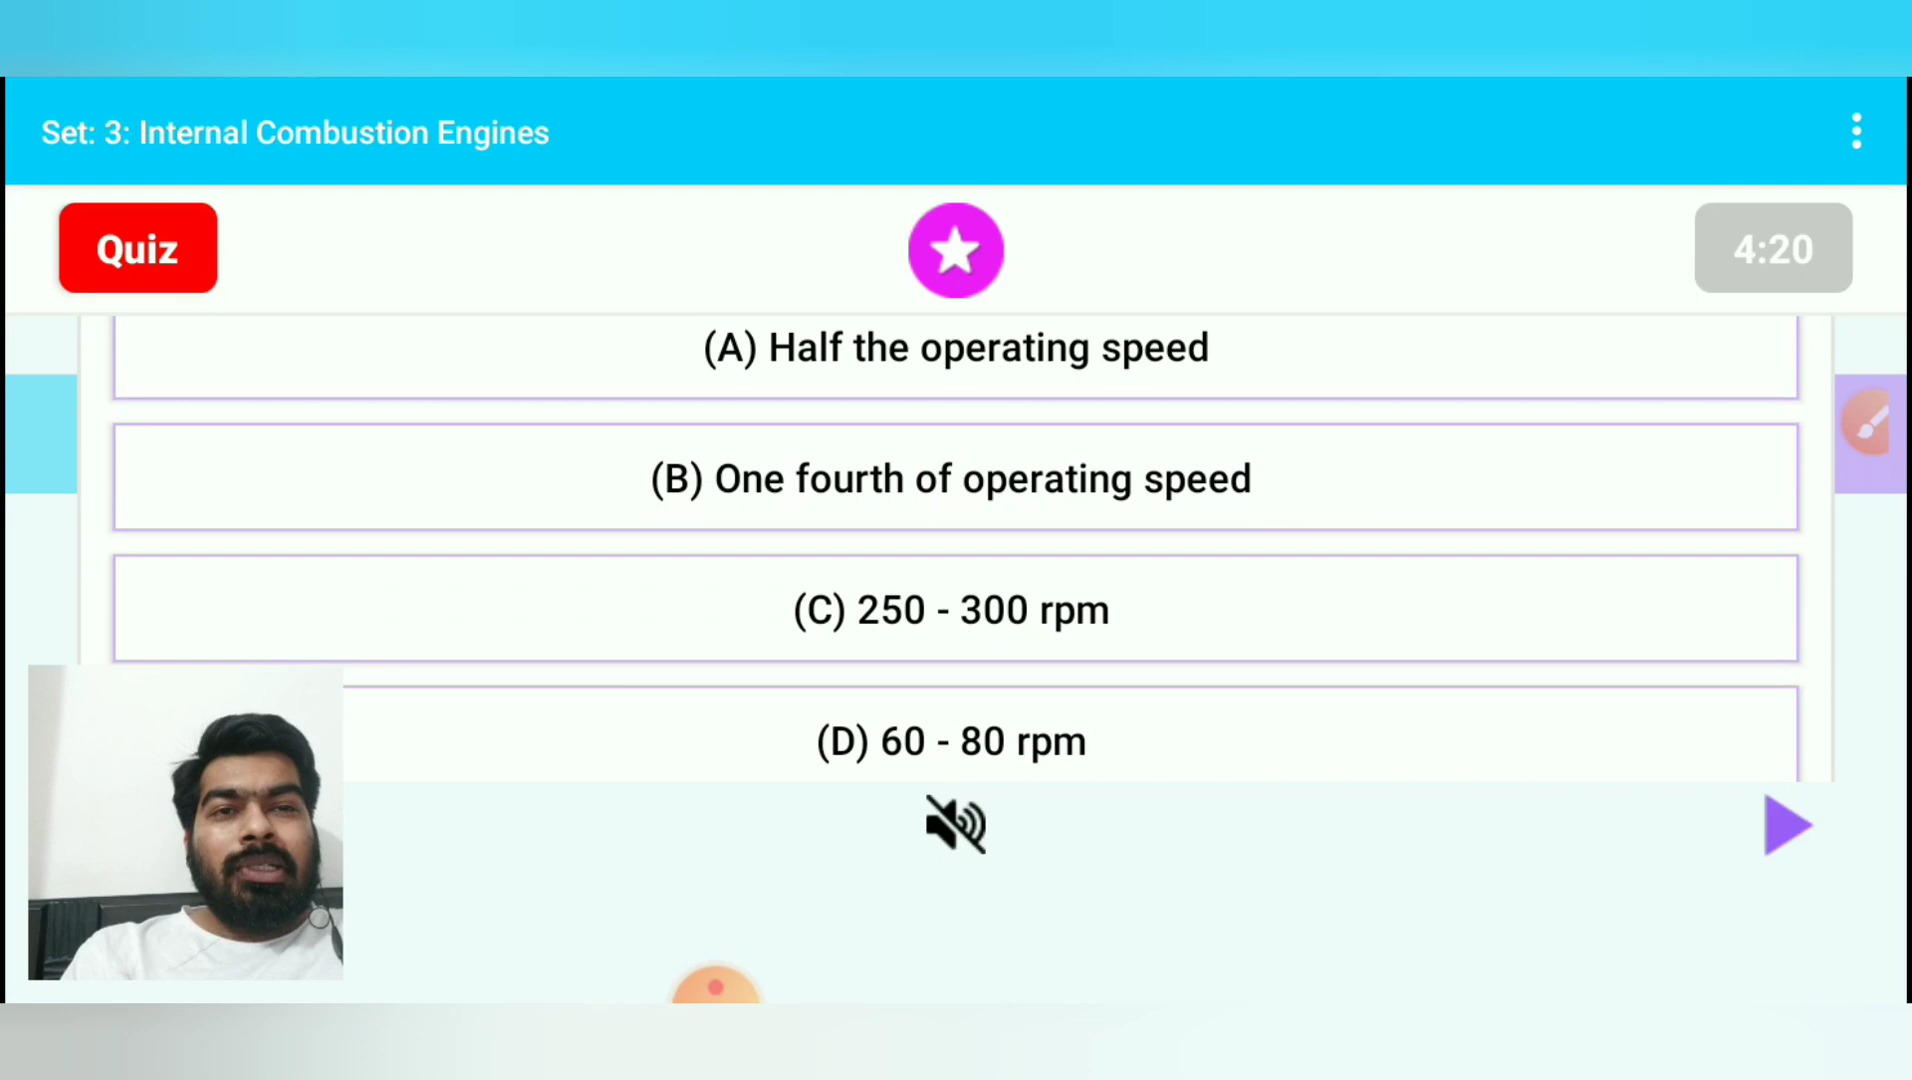 Set: 3: Internal Combustion Engines
Quiz
4:20
(A) Half the operating speed
(B) One fourth of operating speed
(C) 250 - 300 rpm
(D) 60 - 80 rpm